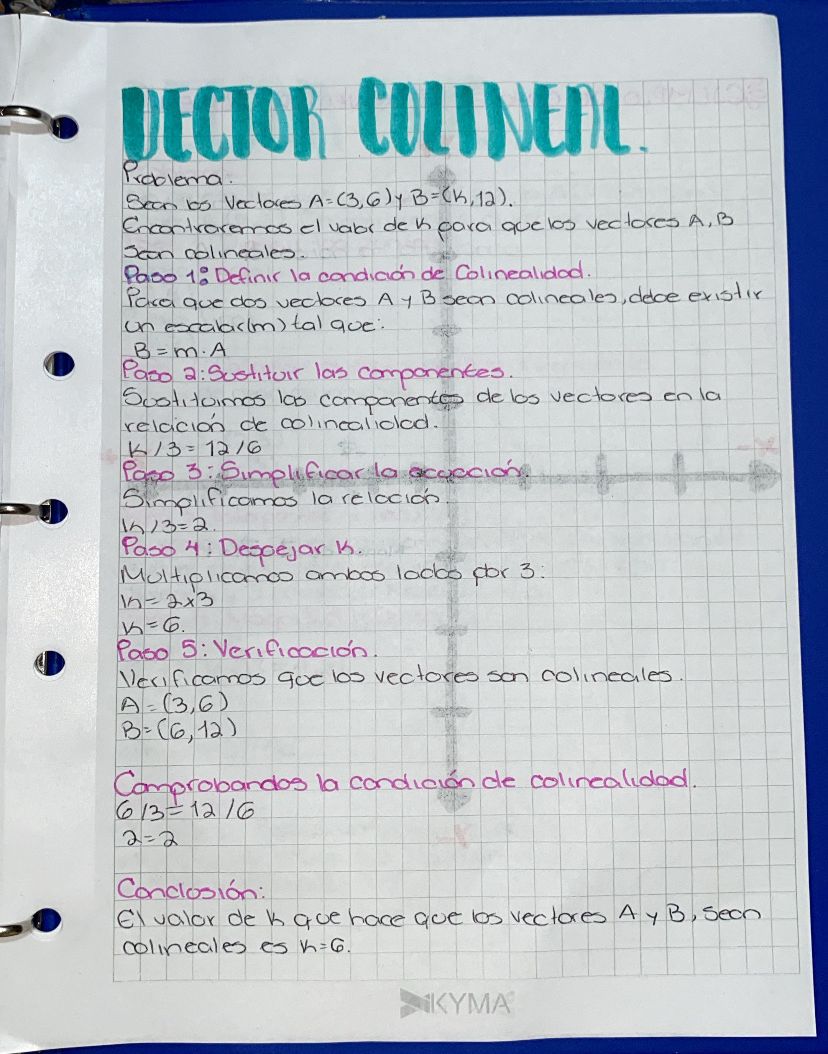 VECTOR COLINEAL.
Problema.
Sean los Vectores A=(3,6) y B=(k,12).
Encontraremos el valor de k para que los vectores A, B
sean colineales.
Paso 1: Definir la condición de Colinealidad.
Para que dos vectores A y B sean colineales, debe existir
un escalar(m) tal que:
B=m·A
Paso 2: Sustituir las componentes.
Sustituimos las componentes de los vectores en la
relación de colinealidad.
k/3=12/6
Paso 3: Simplificar la ecuación
Simplificamos la relación.
k/3=2.
Paso 4: Despejar k.
Multiplicamos ambos lados por 3:
k=2x3
k=6.
Paso 5: Verificación.
Verificamos que los vectores son colineales.
A=(3,6)
B=(6,12)
Comprobandos la condición de colinealidad.
6/3=12/6
2=2
Conclusión:
El valor de k que hace que los vectores A y B, sean
colineales es k=6.
KYMA